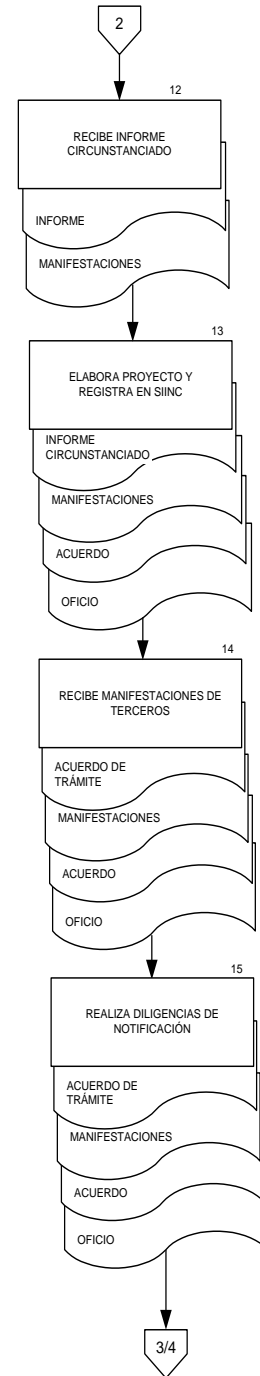 2
12
RECIBE INFORME
CIRCUNSTANCIADO
INFORME
MANIFESTACIONES
13
ELABORA PROYECTO Y
REGISTRA EN SIINC
INFORME
CIRCUNSTANCIADO
MANIFESTACIONES
ACUERDO
OFICIO
14
RECIBE MANIFESTACIONES DE
TERCEROS
ACUERDO DE
TRÁMITE
MANIFESTACIONES
ACUERDO
OFICIO
15
REALIZA DILIGENCIAS DE
NOTIFICACIÓN
ACUERDO DE
TRÁMITE
MANIFESTACIONES
ACUERDO
OFICIO
3/4